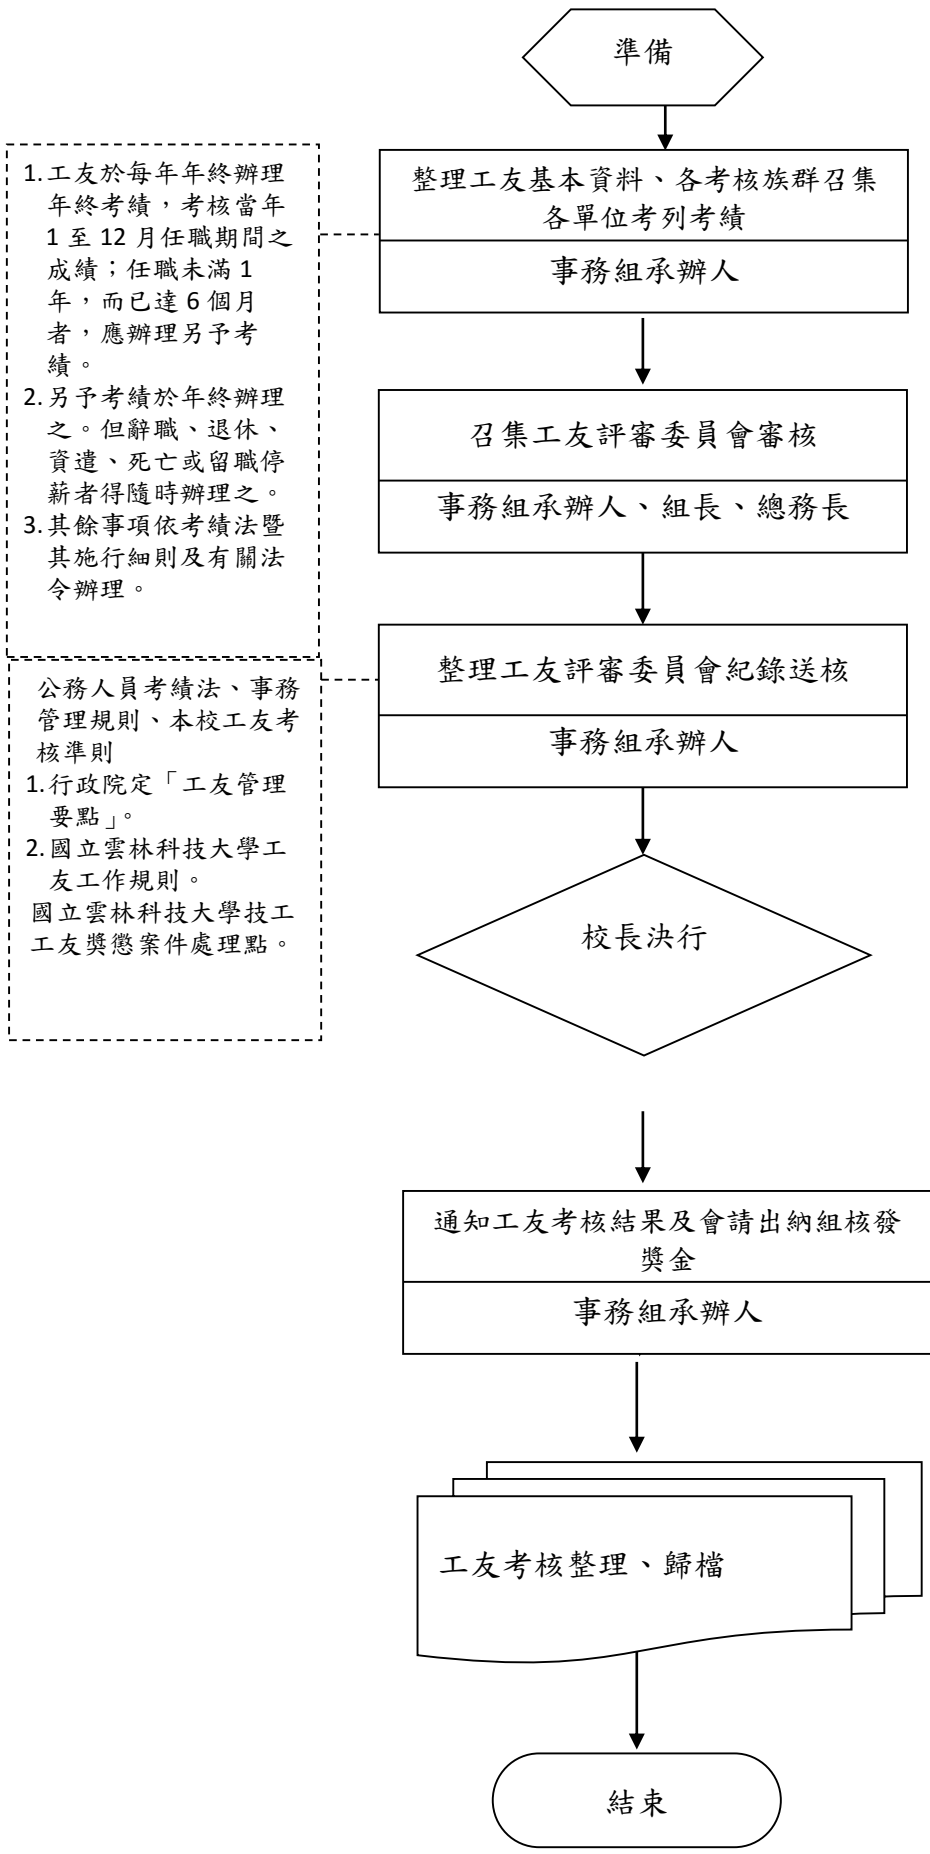 準備
整理工友基本資料、各考核族群召集
各單位考列考績
事務組承辦人
1.工友於每年年終辦理
年終考績，考核當年
1 至 12 月任職期間之
成績；任職未滿 1
年，而已達 6 個月
者，應辦理另予考
績。
2.另予考績於年終辦理
之。但辭職、退休、
資遣、死亡或留職停
薪者得隨時辦理之。
3.其餘事項依考績法暨
其施行細則及有關法
令辦理。
召集工友評審委員會審核
事務組承辦人、組長、總務長
整理工友評審委員會紀錄送核
事務組承辦人
公務人員考績法、事務
管理規則、本校工友考
核準則
1.行政院定「工友管理
要點」。
2.國立雲林科技大學工
友工作規則。
國立雲林科技大學技工
工友獎懲案件處理點。
校長決行
通知工友考核結果及會請出納組核發
獎金
事務組承辦人
工友考核整理、歸檔
結束